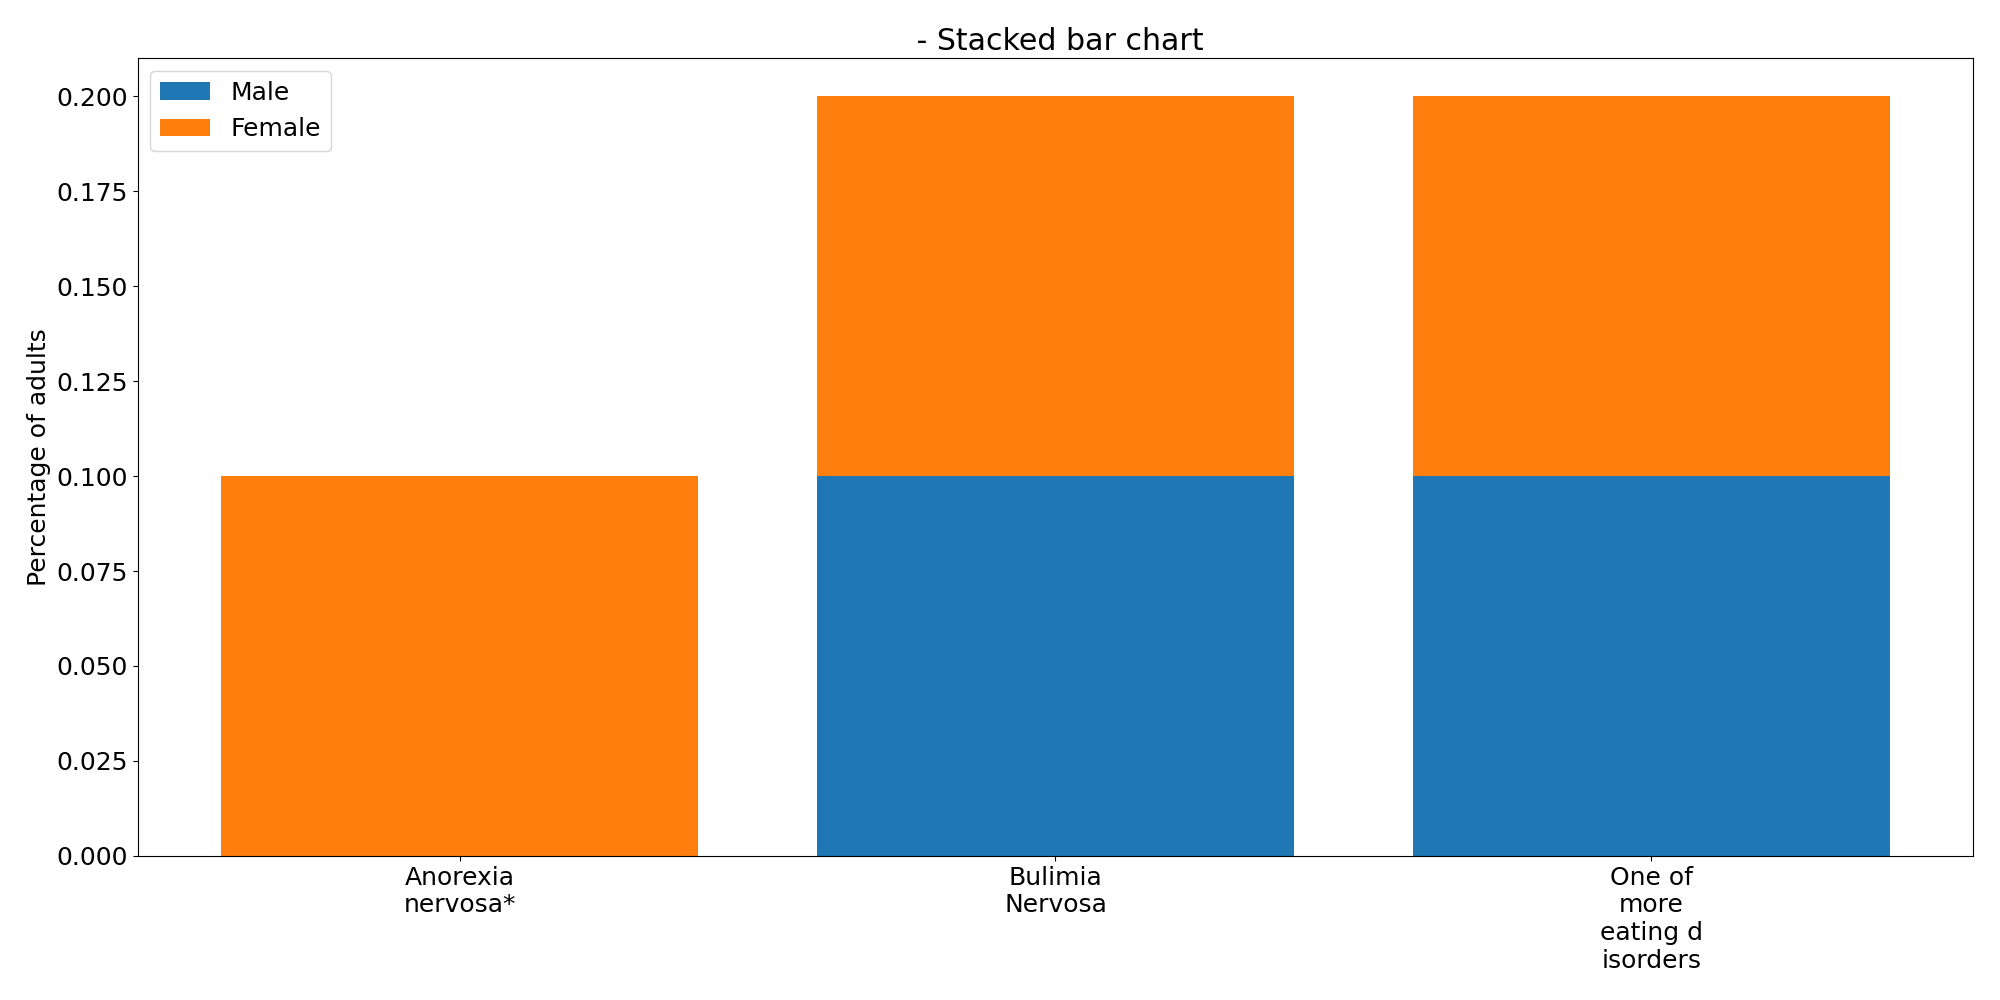 - Stacked bar chart
Male
Female
Percentage of adults
0.200
0.175
0.150
0.125
0.100
0.075
0.050
0.025
0.000
Anorexia
nervosa*
Bulimia
Nervosa
One of
more
eating d
isorders